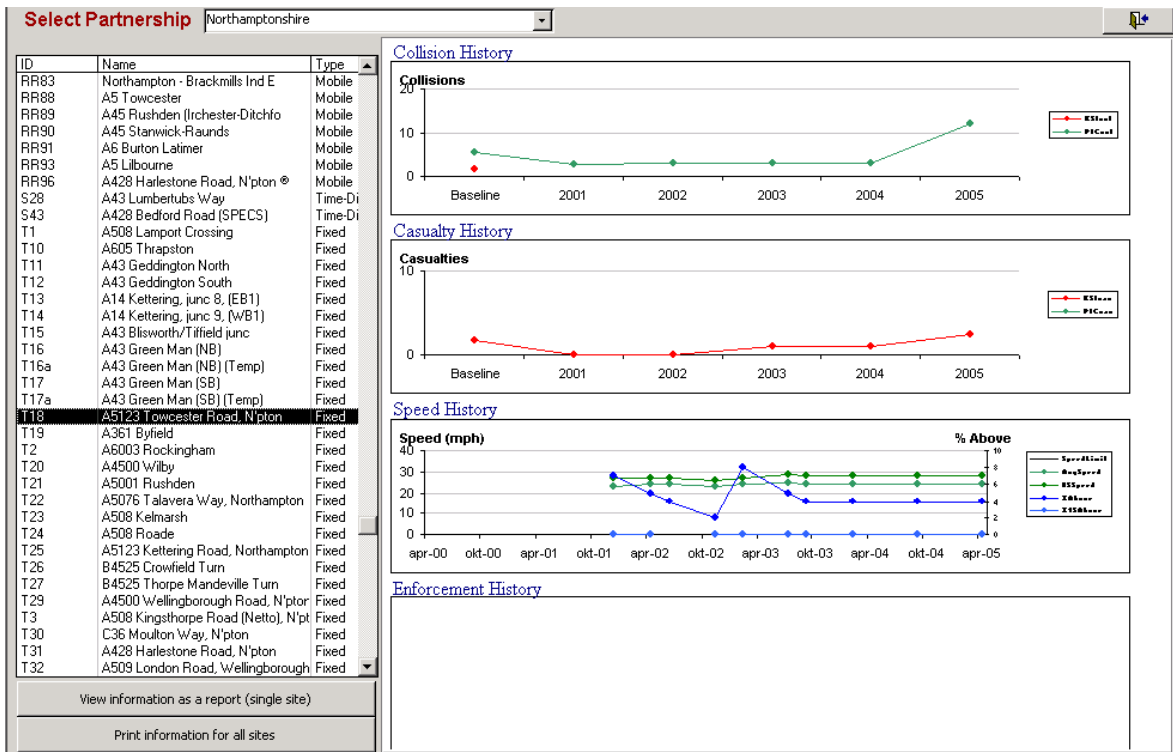 Select Partnership Northamptonshire
ID Name Type
RR83 Northampton - Brackmills Ind E Mobile
RR88 A5 Towcester Mobile
RR89 A45 Rushden (Irchester-Ditchfo Mobile
RR90 A45 Stanwick-Raunds Mobile
RR91 A6 Burton Latimer Mobile
RR93 A5 Lilbourne Mobile
RR96 A428 Harlestone Road, N'pton ® Mobile
S28 A43 Lumbertubs Way Time-Di
S43 A428 Bedford Road (SPECS) Time-Di
T1 A508 Lamport Crossing Fixed
T10 A605 Thrapston Fixed
T11 A43 Geddington North Fixed
T12 A43 Geddington South Fixed
T13 A14 Kettering, junc 8, (EB1) Fixed
T14 A14 Kettering, junc 9, (WB1) Fixed
T15 A43 Blisworth/Tiffield junc Fixed
T16 A43 Green Man (NB) Fixed
T16a A43 Green Man (NB) (Temp) Fixed
T17 A43 Green Man (SB) Fixed
T17a A43 Green Man (SB) (Temp) Fixed
T18 A5123 Towcester Road, N'pton Fixed
T19 A361 Byfield Fixed
T2 A6003 Rockingham Fixed
T20 A4500 Wilby Fixed
T21 A5001 Rushden Fixed
T22 A5076 Talavera Way, Northampton Fixed
T23 A508 Kelmarsh Fixed
T24 A508 Roade Fixed
T25 A5123 Kettering Road, Northampton Fixed
T26 B4525 Crowfield Turn Fixed
T27 B4525 Thorpe Mandeville Turn Fixed
T29 A4500 Wellingborough Road, N'ptor Fixed
T3 A508 Kingsthorpe Road (Netto), N'pt Fixed
T30 C36 Moulton Way, N'pton Fixed
T31 A428 Harlestone Road, N'pton Fixed
T32 A509 London Road, Wellingborough Fixed
View information as a report (single site)
Print information for all sites
Collision History
Collisions
20
10
0
Baseline 2001 2002 2003 2004 2005
Casualty History
Casualties
10
0
Baseline 2001 2002 2003 2004 2005
Speed History
Speed (mph) % Above
40 10
30 8
6
20 4
10 2
0 0
apr-00 okt-00 apr-01 okt-01 apr-02 okt-02 apr-03 okt-03 apr-04 okt-04 apr-05
SpeedLimit
AvgSpeed
85Speed
Enforcement History